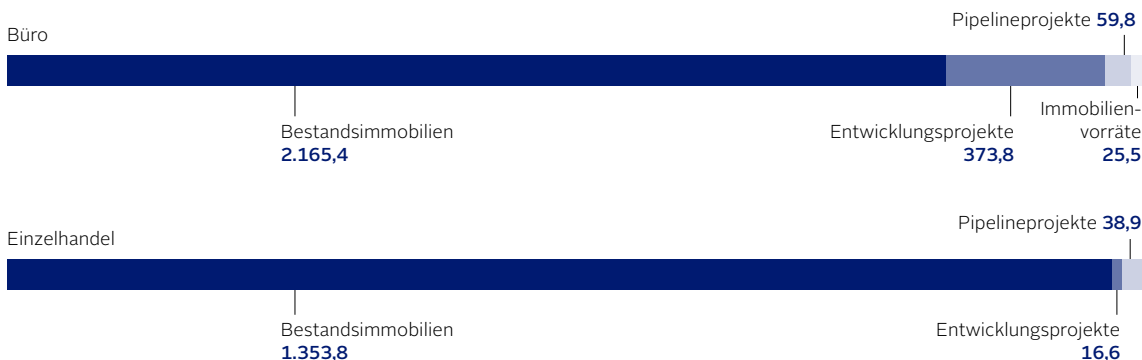 Pipelineprojekte 59,8
Büro
Immobilien-
Bestandsimmobilien Entwicklungsprojekte vorräte
2.165,4 373,8 25,5
Pipelineprojekte 38,9
Einzelhandel
Bestandsimmobilien Entwicklungsprojekte
1.353,8 16,6